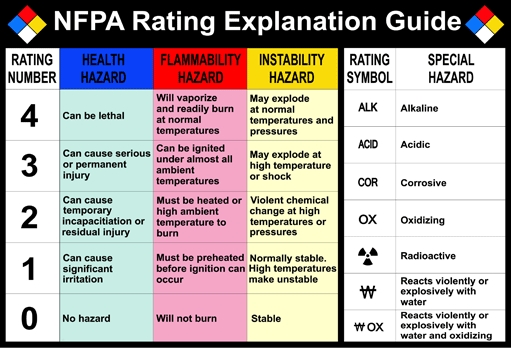 NFPA Rating Explanation Guide
RATING
NUMBER
HEALTH
HAZARD
FLAMMABILITY
HAZARD
INSTABILITY
HAZARD
RATING
SYMBOL
SPECIAL
HAZARD
4
Can be lethal
Will vaporize
and readily burn
at normal
temperatures
May explode
at normal
temperatures and
pressures
3
Can cause serious
or permanent
injury
Can be ignited
under almost all
ambient
temperatures
May explode at
high temperature
or shock
2
Can cause
temporary
incapacitiation or
residual injury
Must be heated or
high ambient
temperature to
burn
Violent chemical
change at high
temperatures or
pressures
1
Can cause
significant
irritation
Must be preheated
before ignition can
occur
Normally stable.
High temperatures
make unstable
0
No hazard
Will not burn
Stable
ALK
Alkaline
ACID
Acidic
COR
Corrosive
OX
Oxidizing
Radioactive
W
Reacts violently or
explosively with
water
W OX
Reacts violently or
explosively with
water and oxidizing